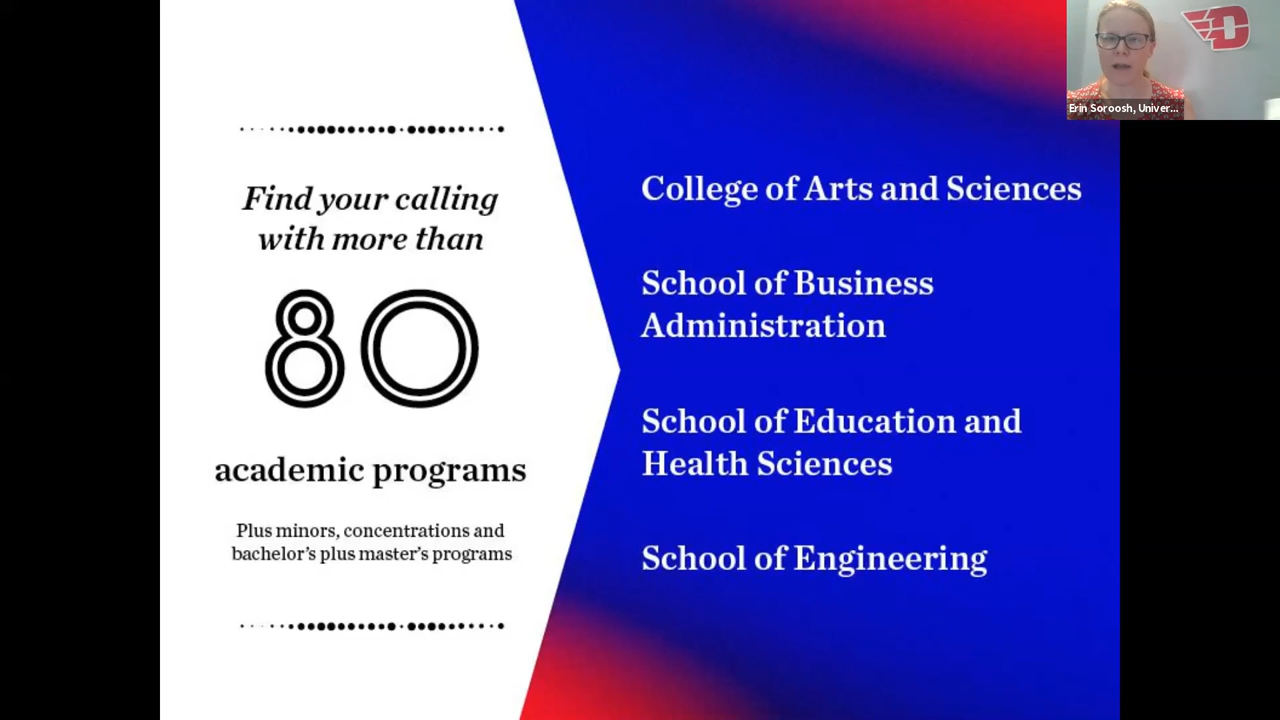 Find your calling
with more than
80
academic programs
Plus minors, concentrations and
bachelor's plus master's programs
College of Arts and Sciences
School of Business
Administration
School of Education and
Health Sciences
School of Engineering
D
Erin Soroosh, Univer...